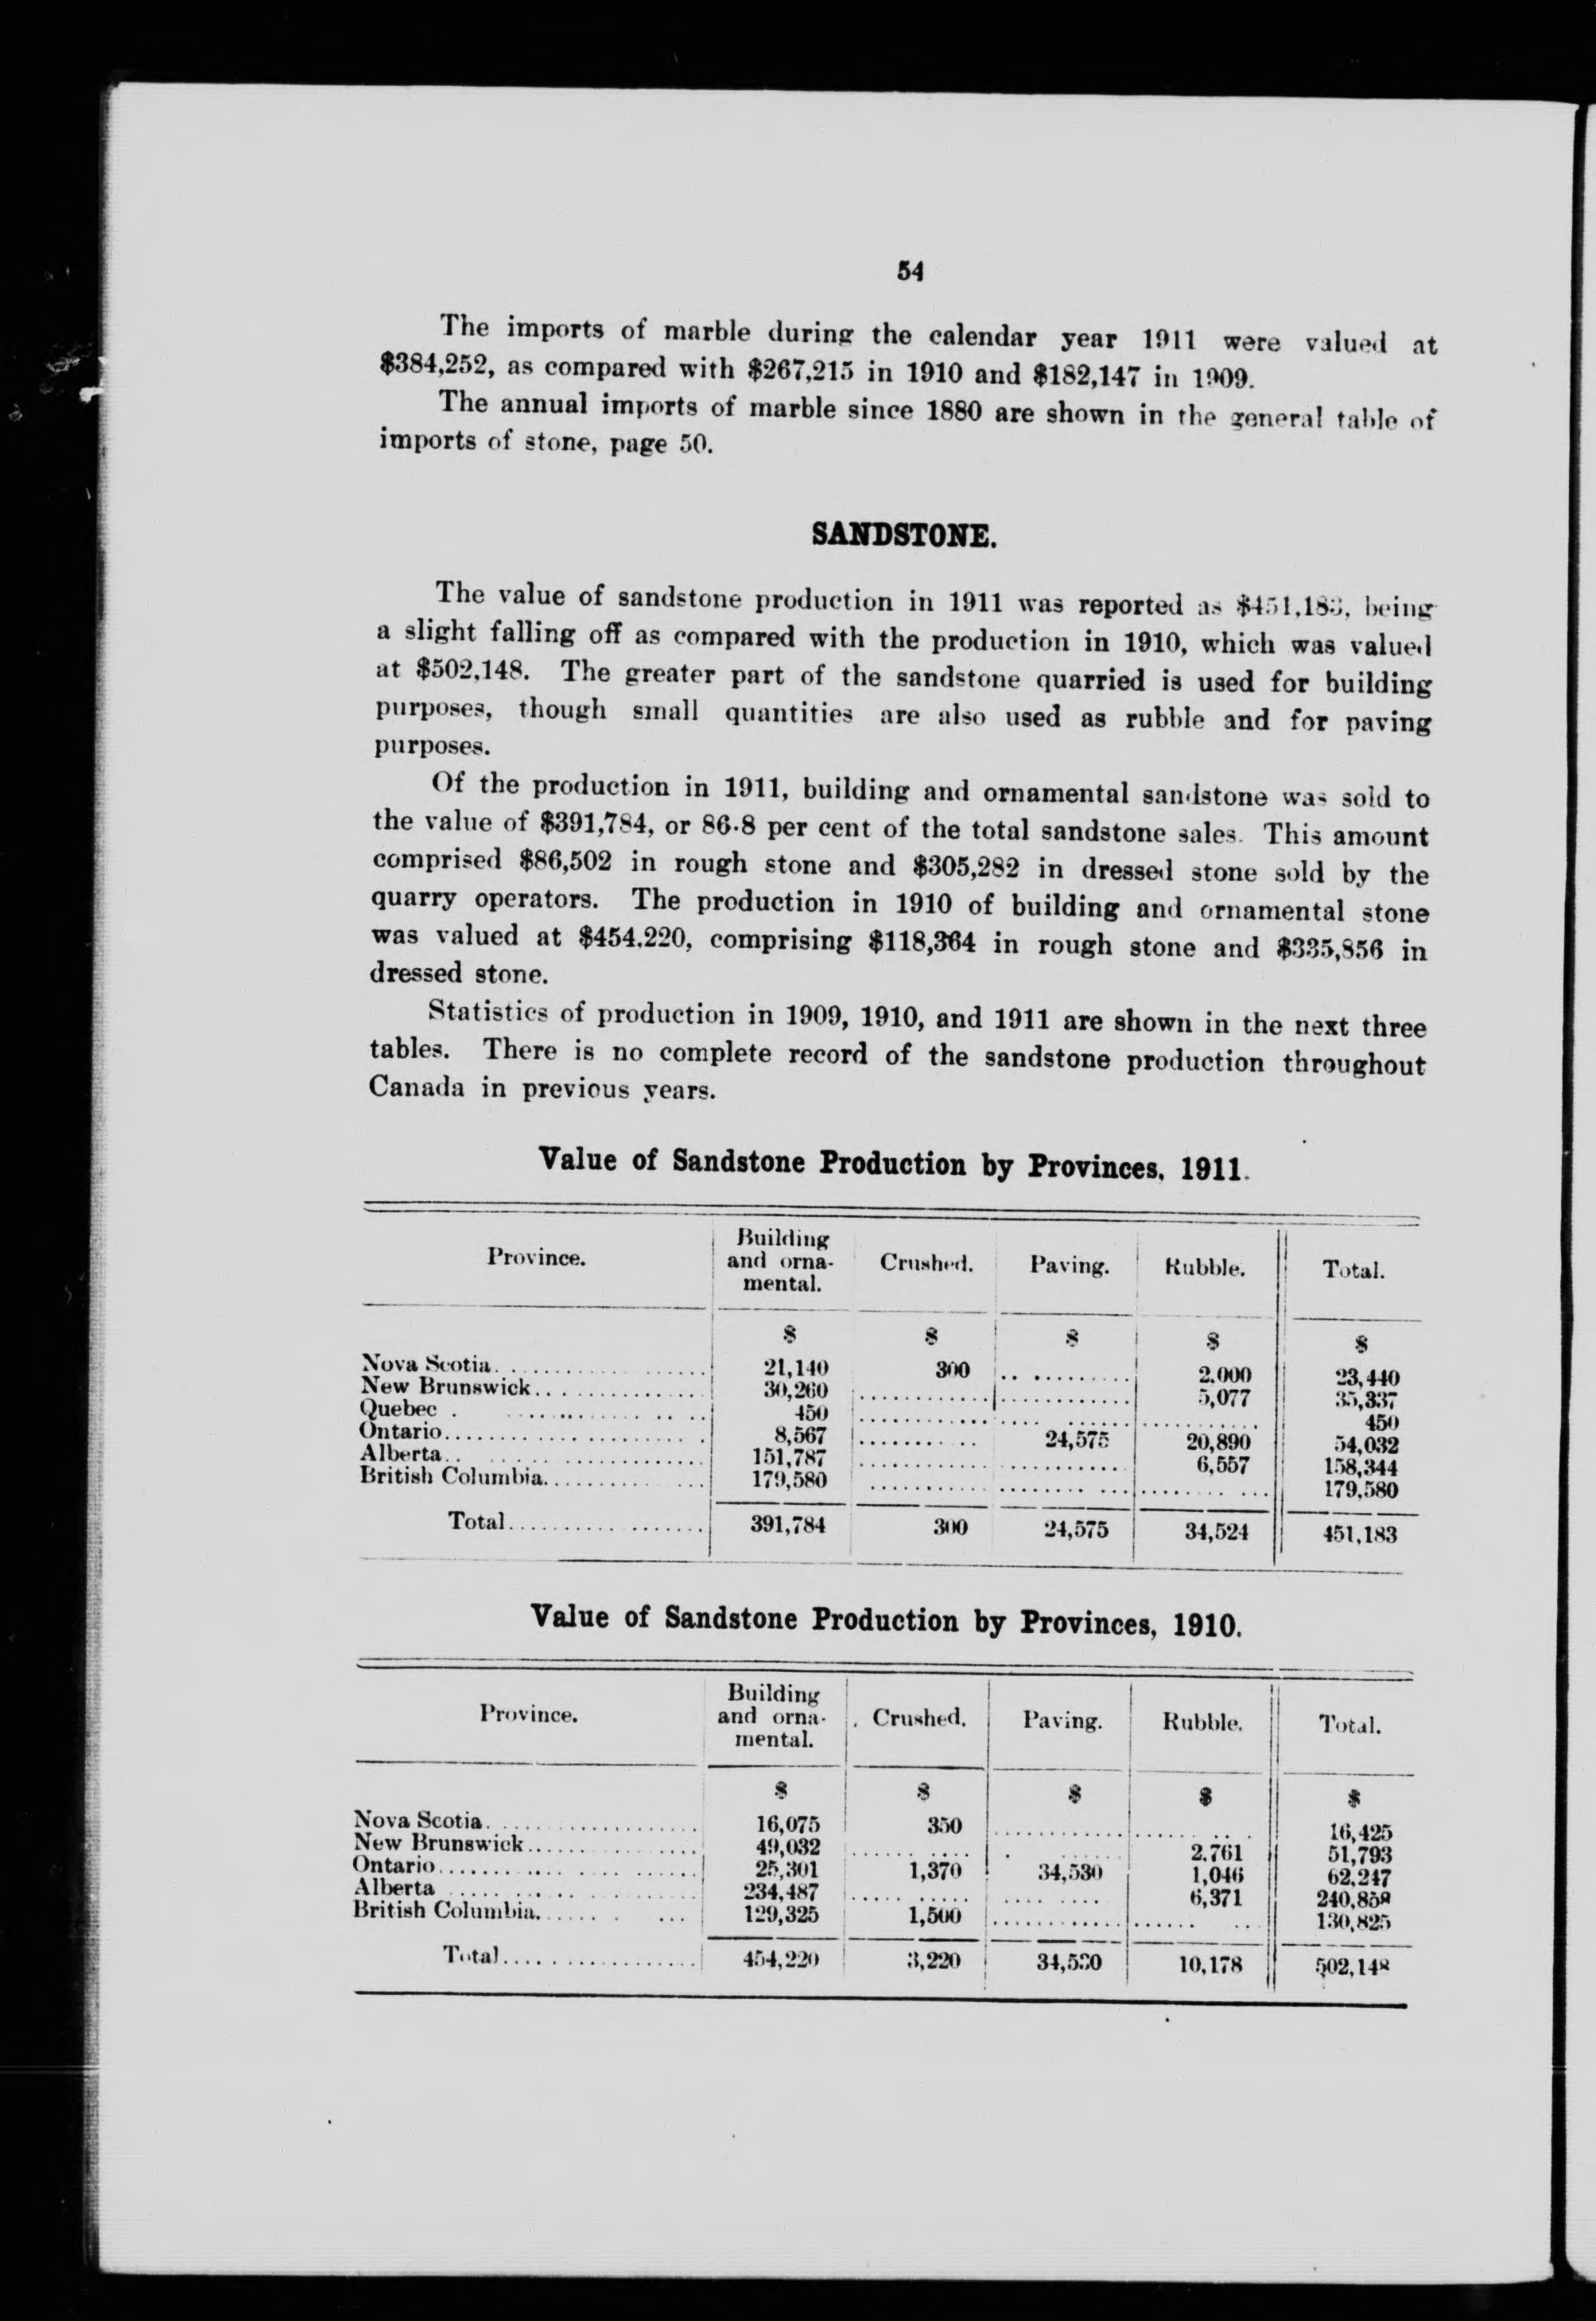 54
The imports of marble during the calendar year 1911 were valued at
$384,252, as compared with $267,215 in 1910 and $182,147 in 1909.
The annual imports of marble since 1880 are shown in the general table of
imports of stone, page 50.
SANDSTONE.
The value of sandstone production in 1911 was reported as $451,183, being
a slight falling off as compared with the production in 1910, which was valued
at $502,148. The greater part of the sandstone quarried is used for building
purposes, though small quantities are also used as rubble and for paving
purposes.
Of the production in 1911, building and ornamental sandstone was sold to
the value of $391,784, or 86·8 per cent of the total sandstone sales. This amount
comprised $86,502 in rough stone and $305,282 in dressed stone sold by the
quarry operators. The production in 1910 of building and ornamental stone
was valued at $454,220, comprising $118,364 in rough stone and $335,856 in
dressed stone.
Statistics of production in 1909, 1910, and 1911 are shown in the next three
tables. There is no complete record of the sandstone production throughout
Canada in previous years.
Value of Sandstone Production by Provinces, 1911.
Province. Building and orna- mental. Crushed. Paving. Rubble. Total.
$ $ $ $ $
Nova Scotia 21,140 300 2,000 23,440
New Brunswick 30,260 5,077 35,337
Quebec 450 450
Ontario 8,567 24,575 20,890 54,032
Alberta 151,787 6,557 158,344
British Columbia 179,580 179,580
Total 391,784 300 24,575 34,524 451,183
Value of Sandstone Production by Provinces, 1910.
Province. Building and orna- mental. Crushed. Paving. Rubble. Total.
$ $ $ $ $
Nova Scotia 16,075 350 16,425
New Brunswick 49,032 2,761 51,793
Ontario 25,301 1,370 34,530 1,046 62,247
Alberta 234,487 6,371 240,858
British Columbia 129,325 1,500 130,825
Total 454,220 3,220 34,530 10,178 502,148